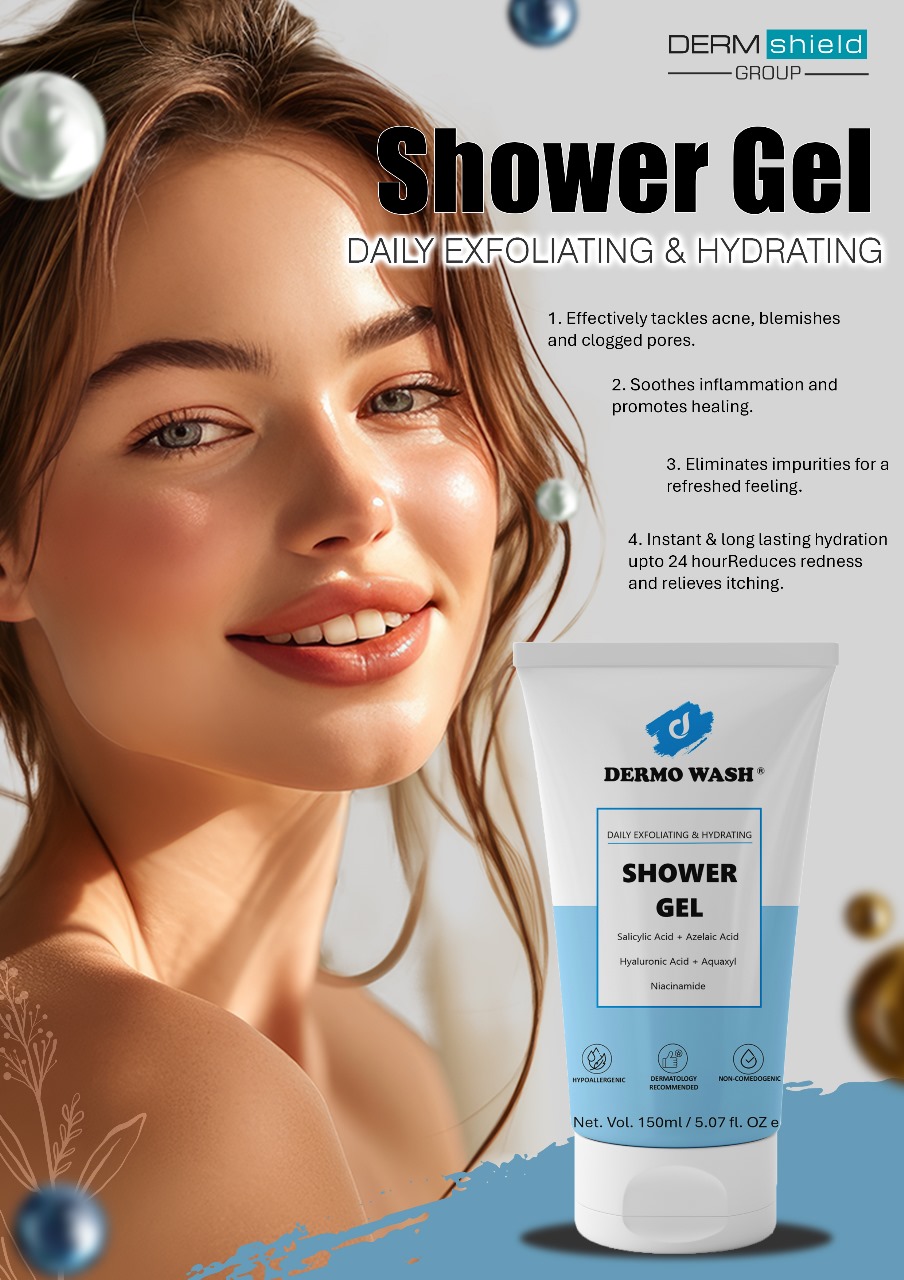 DERM shield
GROUP
Shower Gel
DAILY EXFOLIATING & HYDRATING
1. Effectively tackles acne, blemishes
and clogged pores.
2. Soothes inflammation and
promotes healing.
3. Eliminates impurities for a
refreshed feeling.
4. Instant & long lasting hydration
upto 24 hourReduces redness
and relieves itching.
DERMO WASH ®
DAILY EXFOLIATING & HYDRATING
SHOWER
GEL
Salicylic Acid + Azelaic Acid
Hyaluronic Acid + Aquaxyl
Niacinamide
HYPOALLERGENIC
DERMATOLOGY
RECOMMENDED
NON-COMEDOGENIC
Net. Vol. 150ml / 5.07 fl. OZ e